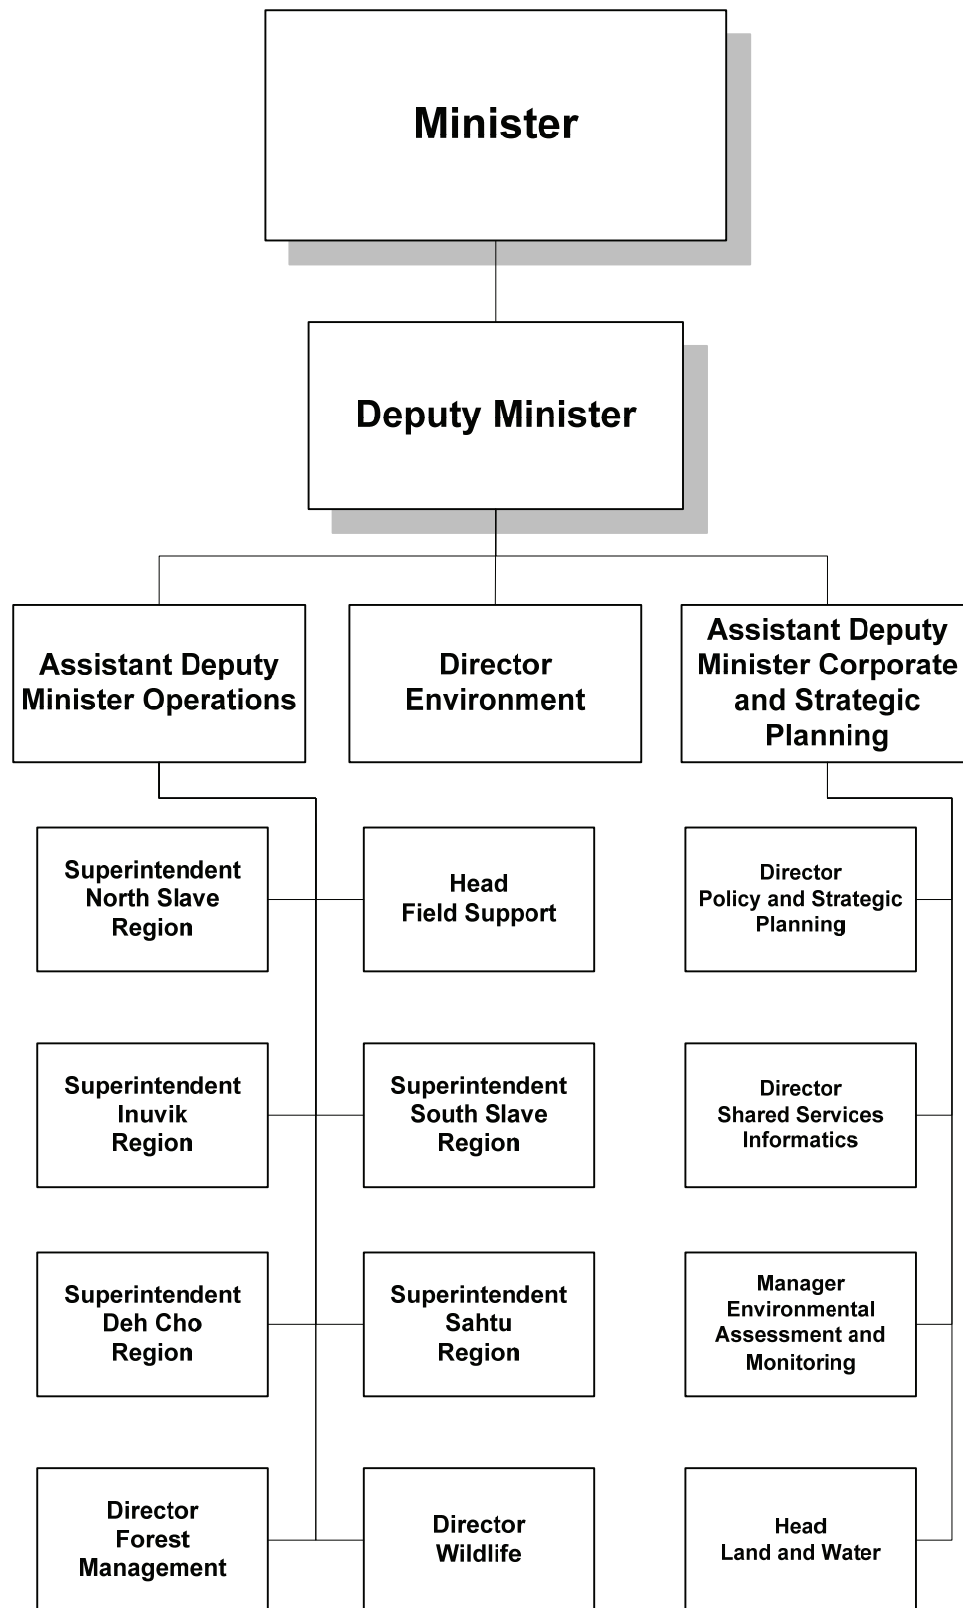 Minister
Deputy Minister
Assistant Deputy
Minister Operations
Director
Environment
Assistant Deputy
Minister Corporate
and Strategic
Planning
Superintendent
North Slave
Region
Head
Field Support
Director
Policy and Strategic
Planning
Superintendent
Inuvik
Region
Superintendent
South Slave
Region
Director
Shared Services
Informatics
Superintendent
Deh Cho
Region
Superintendent
Sahtu
Region
Manager
Environmental
Assessment and
Monitoring
Director
Forest
Management
Director
Wildlife
Head
Land and Water